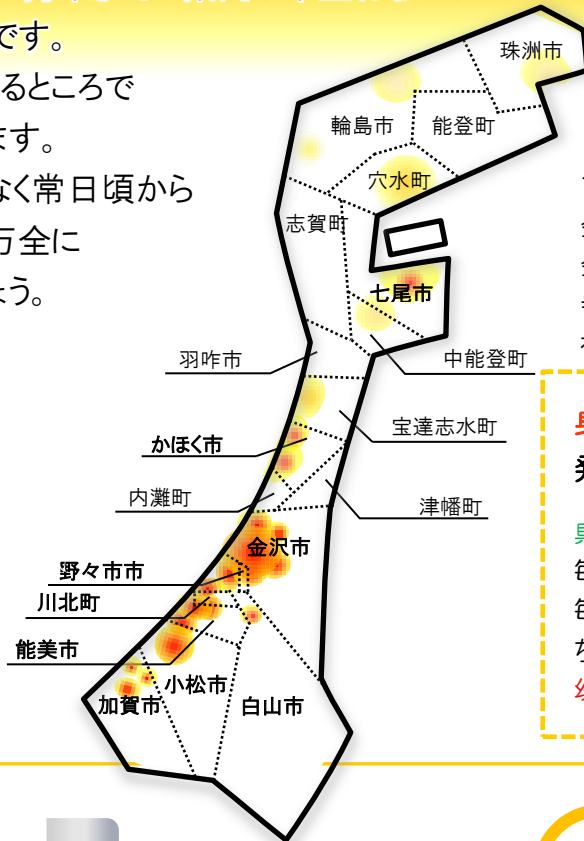 です。
るところで
ます。
なく常日頃から
万全に
ょう。
珠洲市
輪島市
能登町
穴水町
志賀町
七尾市
羽咋市
中能登町
かほく市
宝達志水町
内灘町
津幡町
金沢市
野々市市
川北町
能美市
小松市
加賀市
白山市